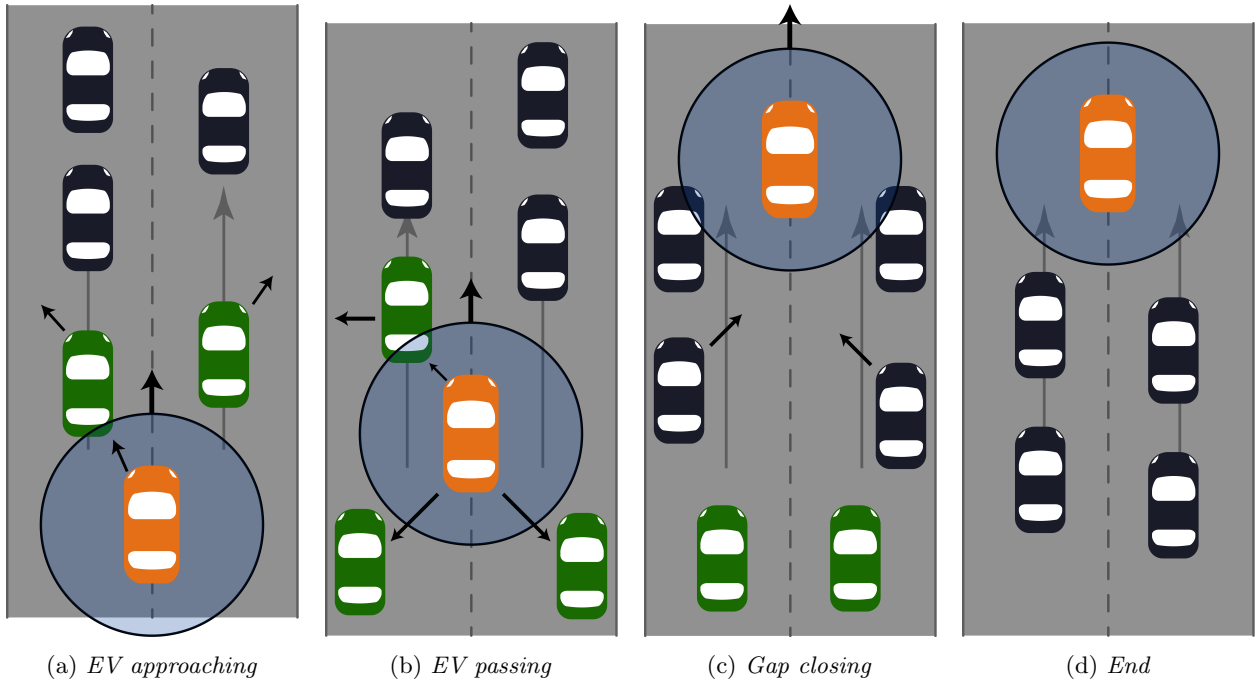 (a) EV approaching
(b) EV passing
(c) Gap closing
(d) End